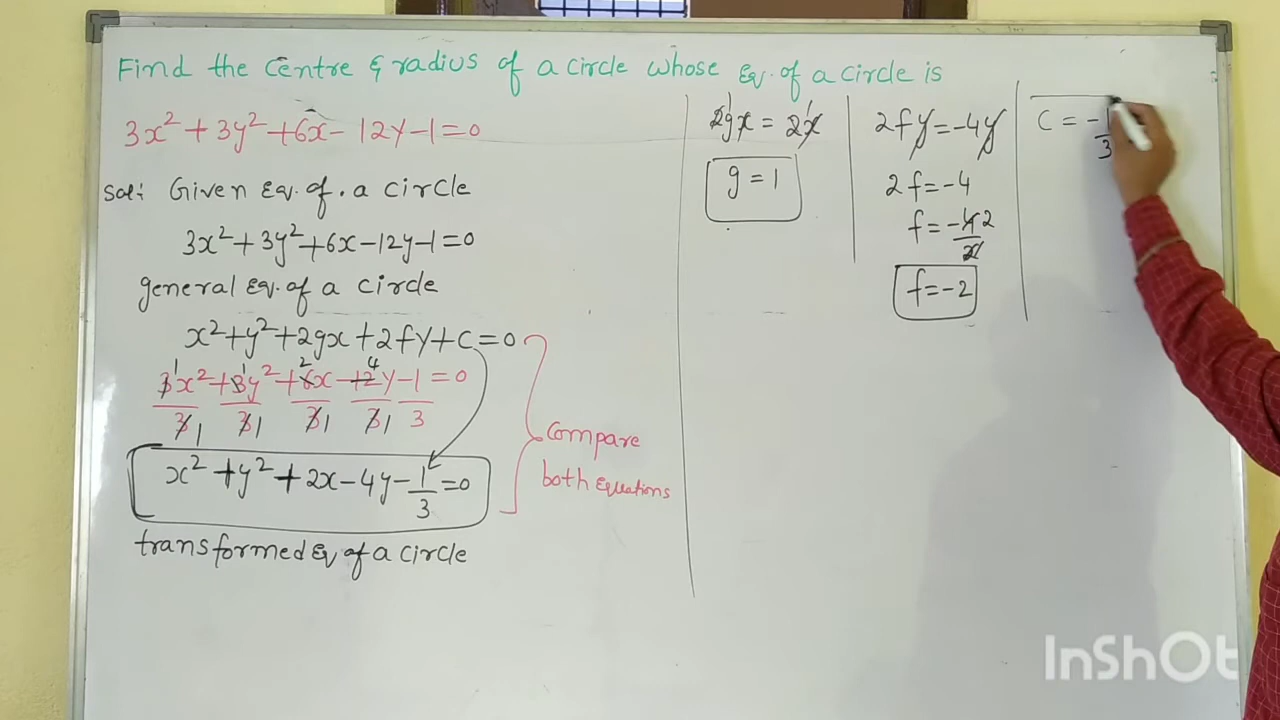 Find the Centre & radius of a circle whose Eq. of a circle is
3x² + 3y² + 6x - 12y - 1 = 0
Sol: Given Eq. of. a circle
3x² + 3y² + 6x - 12y - 1 = 0
general Eq. of a circle
x² + y² + 2gx + 2fy + c = 0
3x²/3 + 3y²/3 + 6x/3 - 12y/3 - 1/3 = 0
x² + y² + 2x - 4y - 1/3 = 0
transformed Eq of a circle
Compare
both Equations
2gx = 2x
g = 1
2fy = -4y
2f = -4
f = -4/2
f = -2
C = -1/3
InShOt